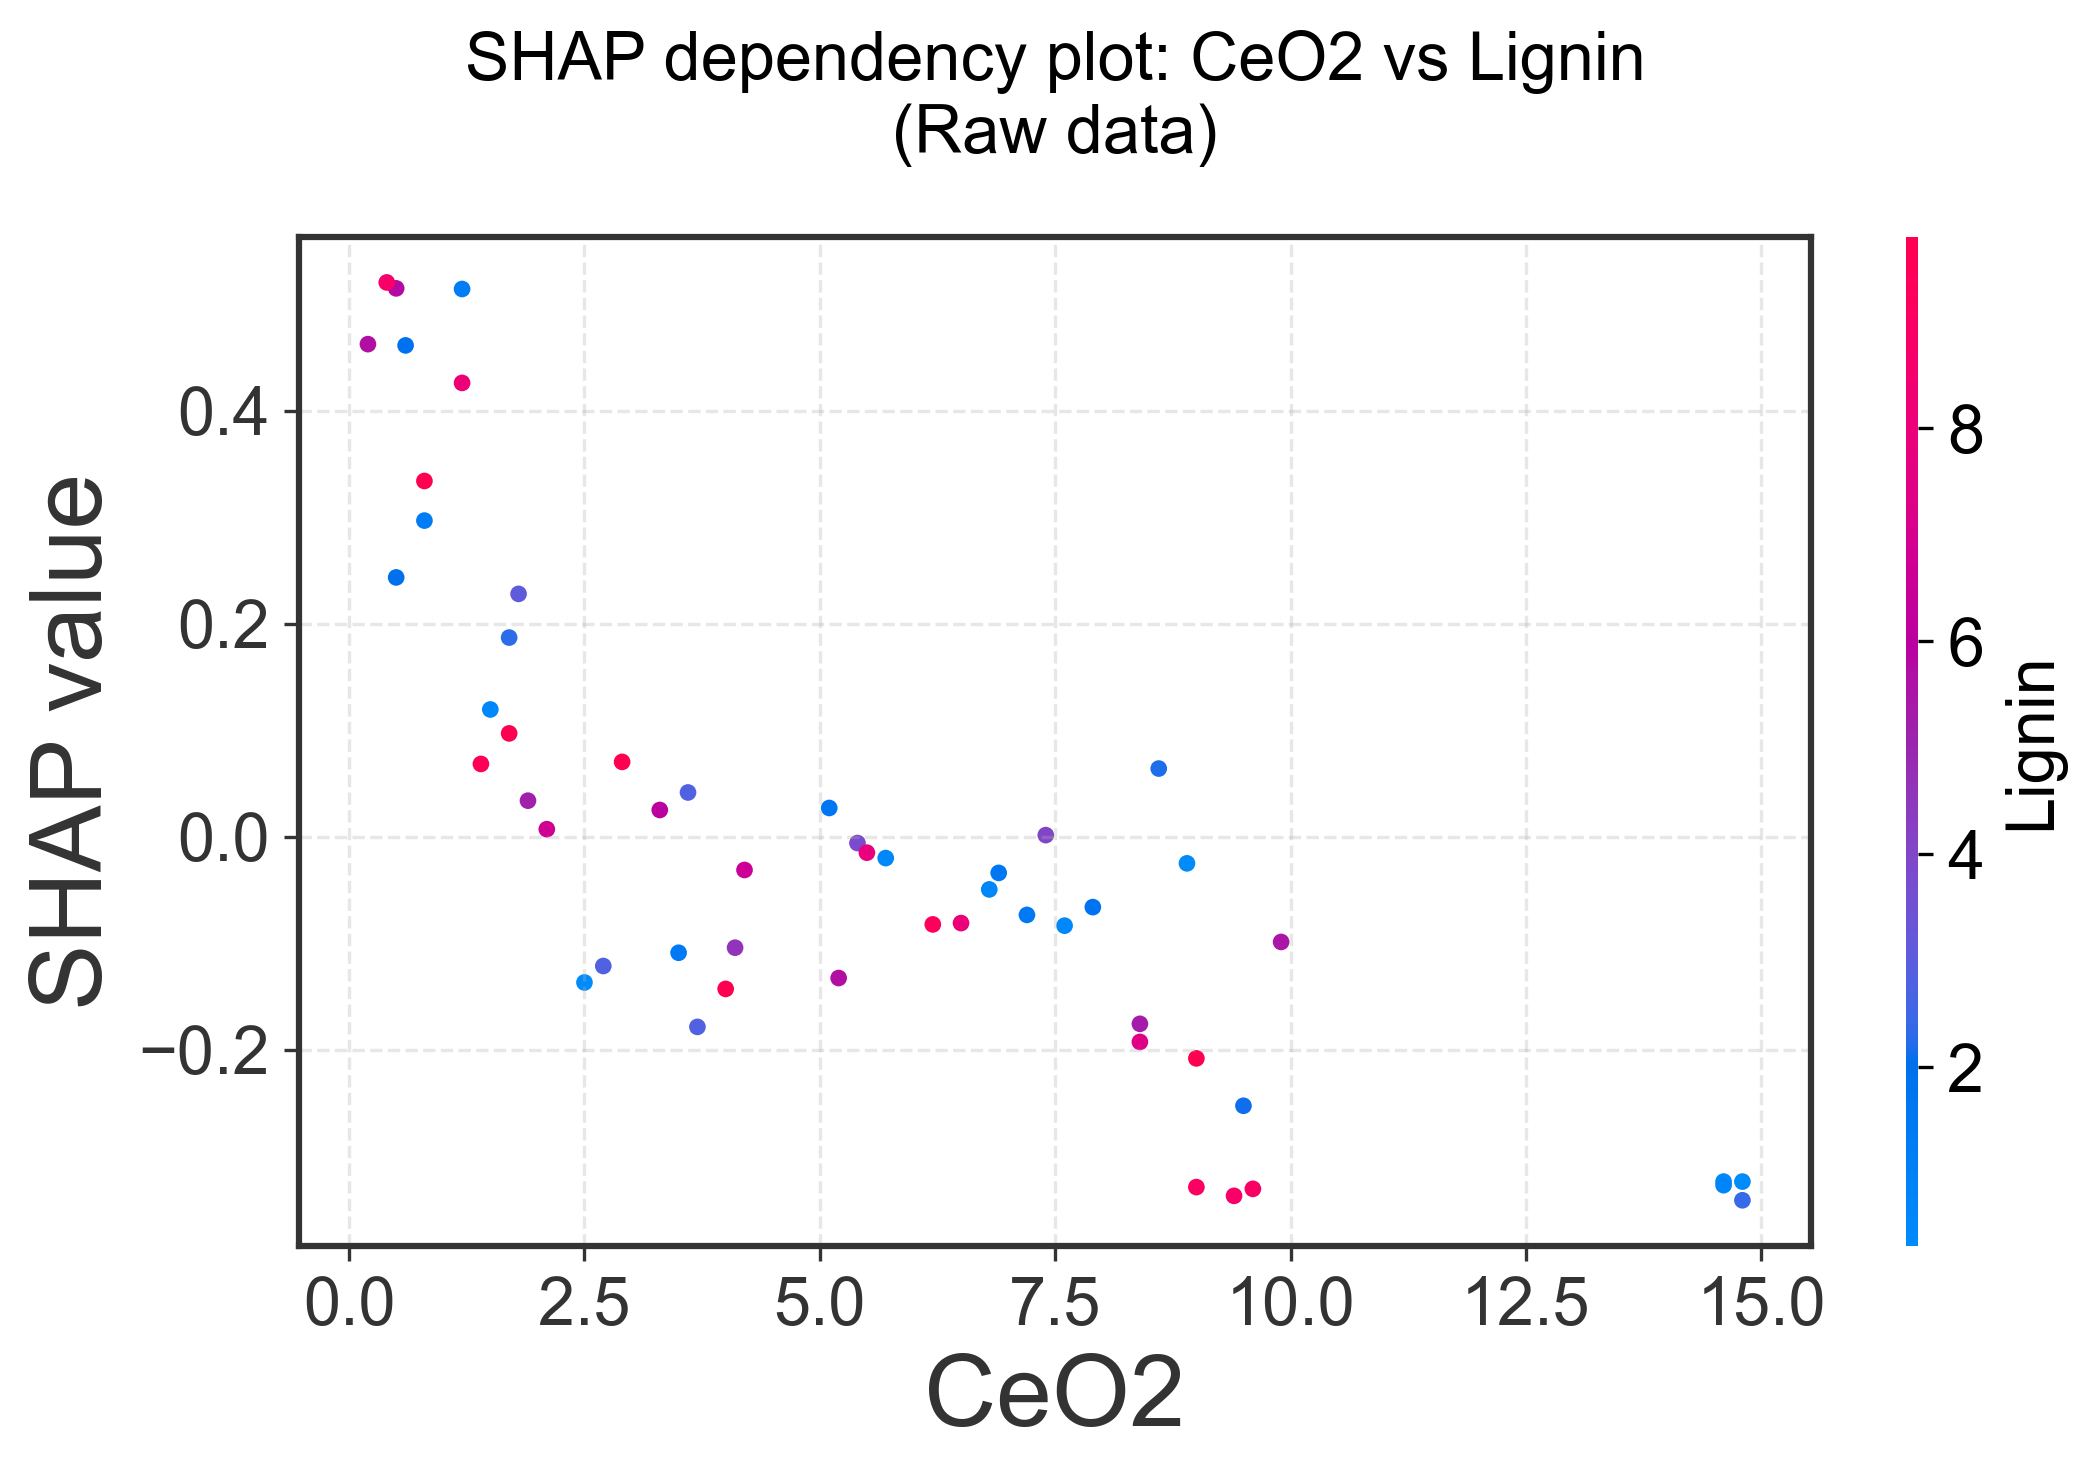 SHAP dependency plot: CeO2 vs Lignin
(Raw data)
SHAP value
0.4
0.2
0.0
−0.2
0.0 2.5 5.0 7.5 10.0 12.5 15.0
CeO2
8
6
4
2
Lignin